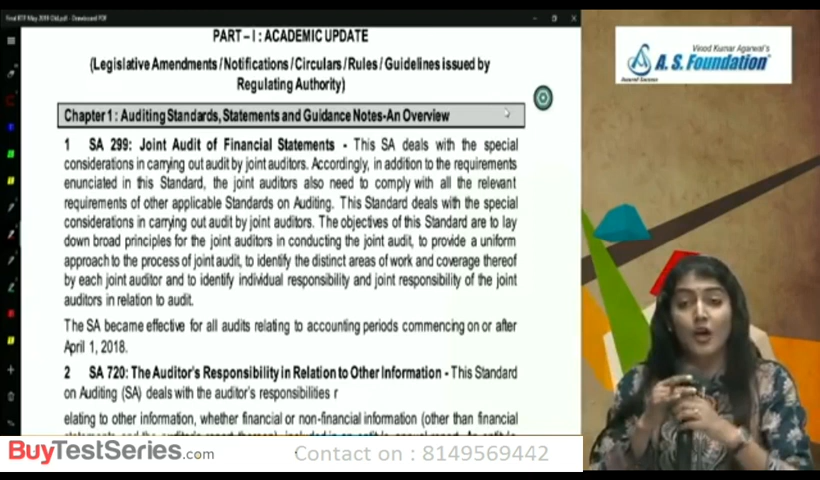 Final RTP May 2019 Old.pdf - Drawboard PDF
PART – I : ACADEMIC UPDATE
(Legislative Amendments / Notifications / Circulars / Rules / Guidelines issued by
Regulating Authority)
Chapter 1 : Auditing Standards, Statements and Guidance Notes-An Overview
1 SA 299: Joint Audit of Financial Statements - This SA deals with the special
considerations in carrying out audit by joint auditors. Accordingly, in addition to the requirements
enunciated in this Standard, the joint auditors also need to comply with all the relevant
requirements of other applicable Standards on Auditing. This Standard deals with the special
considerations in carrying out audit by joint auditors. The objectives of this Standard are to lay
down broad principles for the joint auditors in conducting the joint audit, to provide a uniform
approach to the process of joint audit, to identify the distinct areas of work and coverage thereof
by each joint auditor and to identify individual responsibility and joint responsibility of the joint
auditors in relation to audit.
The SA became effective for all audits relating to accounting periods commencing on or after
April 1, 2018.
2 SA 720: The Auditor's Responsibility in Relation to Other Information - This Standard
on Auditing (SA) deals with the auditor's responsibilities r
elating to other information, whether financial or non-financial information (other than financial
Vinod Kumar Agarwal's
A. S. Foundation
Assured Success
BuyTestSeries.com
Contact on : 8149569442